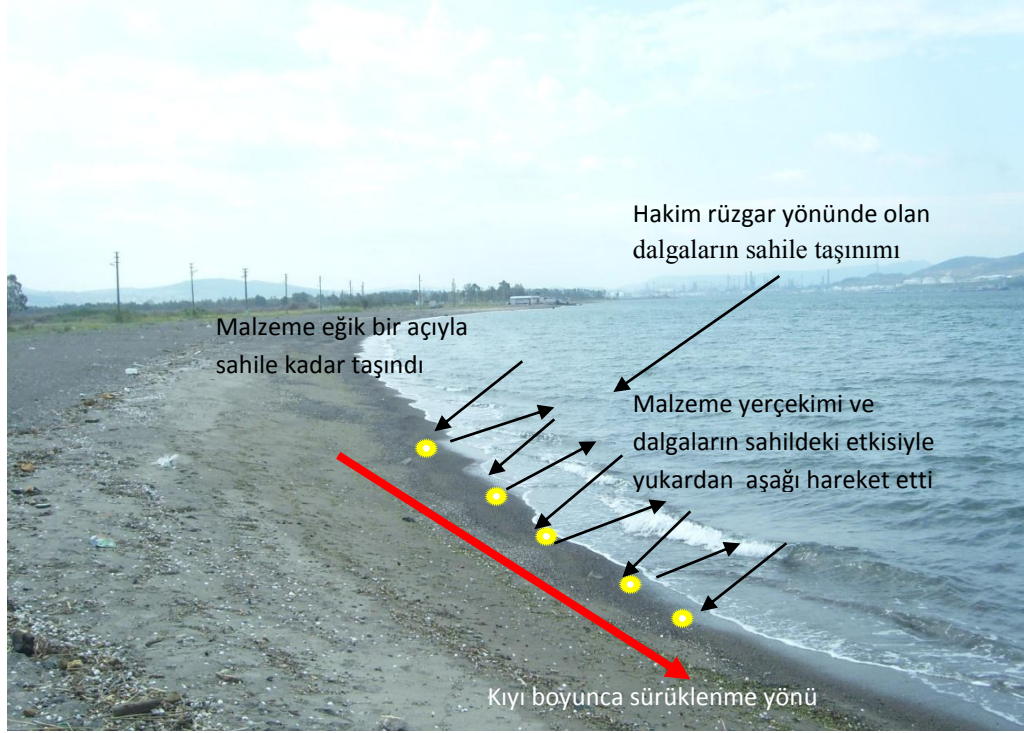 Hakim rüzgar yönünde olan
dalgaların sahile taşınımı
Malzeme eğik bir açıyla
sahile kadar taşındı
Malzeme yerçekimi ve
dalgaların sahildeki etkisiyle
yukardan aşağı hareket etti
Kıyı boyunca sürüklenme yönü